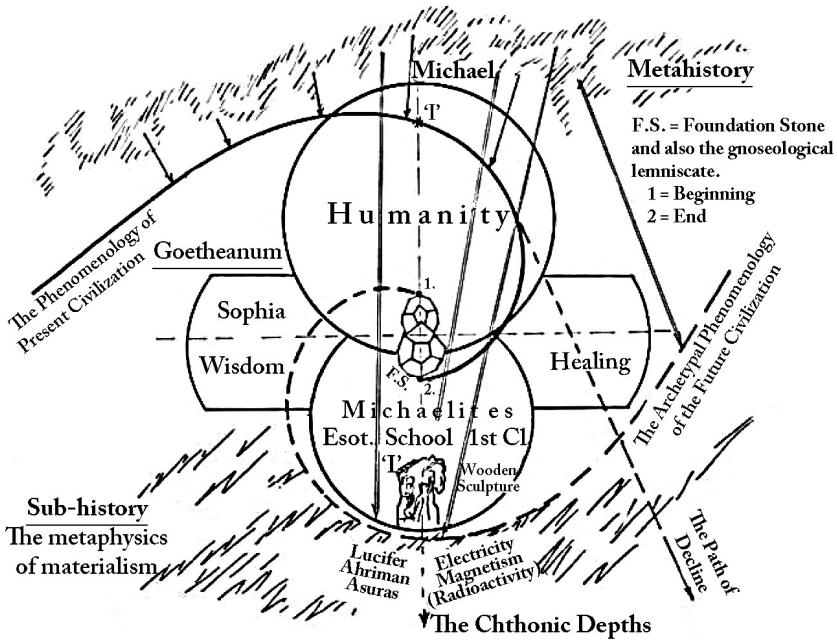 Michael
Metahistory
'I'
F.S. = Foundation Stone
and also the gnoseological
lemniscate.
1 = Beginning
2 = End
Humanity
The Phenomenology of
Present Civilization
Goetheanum
Sophia
Wisdom
1.
F.S.
2.
Healing
The Archetypal Phenomenology
of the Future Civilization
Michaelites
Esot. School 1st Cl.
'I'
Wooden
Sculpture
Sub-history
The metaphysics
of materialism
Lucifer
Ahriman
Asuras
Electricity
Magnetism
(Radioactivity)
The Path of
Decline
The Chthonic Depths